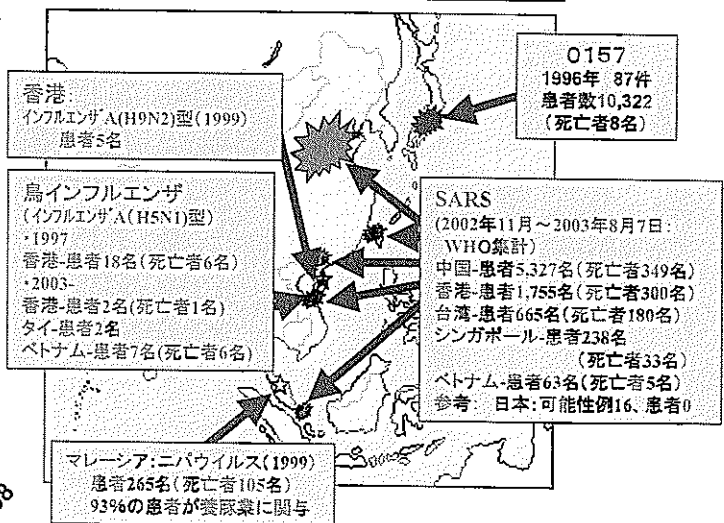 O157
1996年 87件
患者数10,322
(死亡者8名)
香港:
インフルエンザA(H9N2)型(1999)
患者5名
鳥インフルエンザ
(インフルエンザA(H5N1)型)
・1997
香港-患者18名(死亡者6名)
・2003-
香港-患者2名(死亡者1名)
タイ-患者2名
ベトナム-患者7名(死亡者6名)
SARS
(2002年11月～2003年8月7日:
WHO集計)
中国-患者5,327名(死亡者349名)
香港-患者1,755名(死亡者300名)
台湾-患者665名(死亡者180名)
シンガポール-患者238名
(死亡者33名)
ベトナム-患者63名(死亡者5名)
参考: 日本:可能性例16、患者0
マレーシア:ニパウイルス(1999)
患者265名(死亡者105名)
93%の患者が養豚業に関与